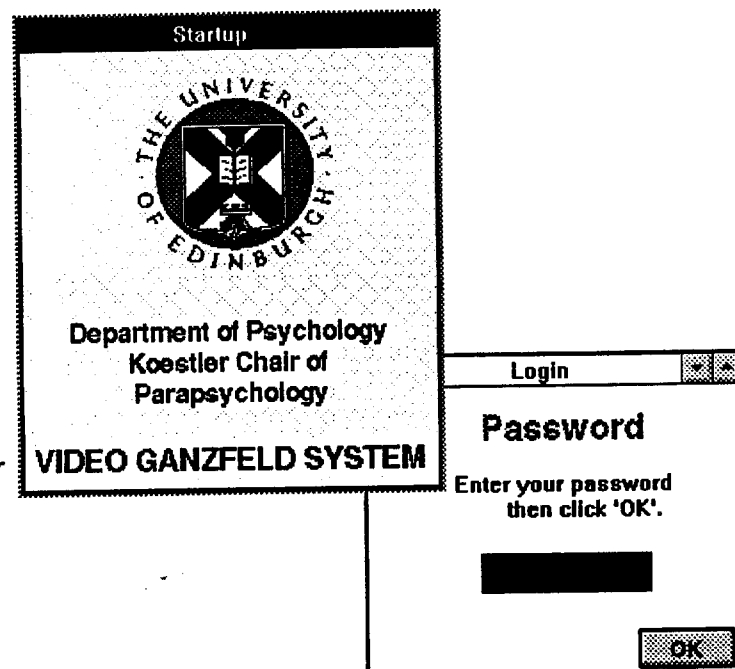 Startup
THE UNIVERSITY
OF EDINBURGH
Department of Psychology
Koestler Chair of
Parapsychology
VIDEO GANZFELD SYSTEM
Login
Password
Enter your password
then click 'OK'.
OK